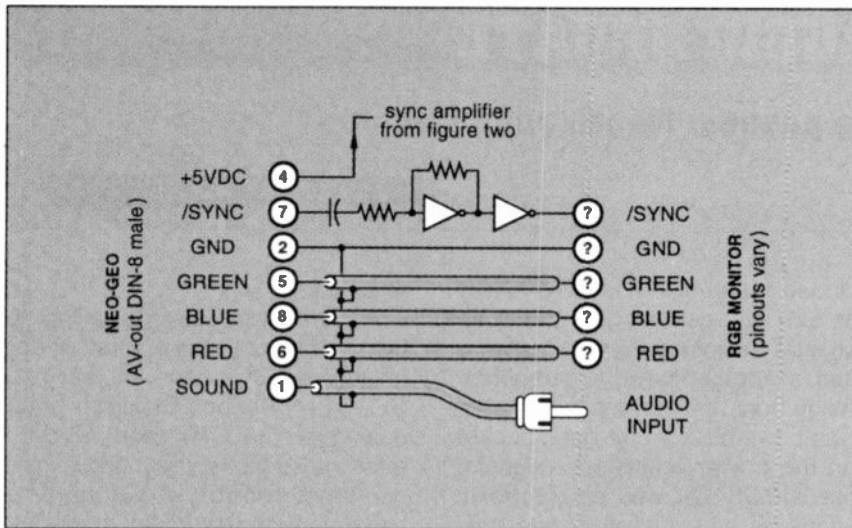 sync amplifier
from figure two
+5VDC 4
/SYNC 7 ? /SYNC
GND 2 ? GND
GREEN 5 ? GREEN
BLUE 8 ? BLUE
RED 6 ? RED
SOUND 1
AUDIO
INPUT
NEO-GEO
(AV-out DIN-8 male)
RGB MONITOR
(pinouts vary)